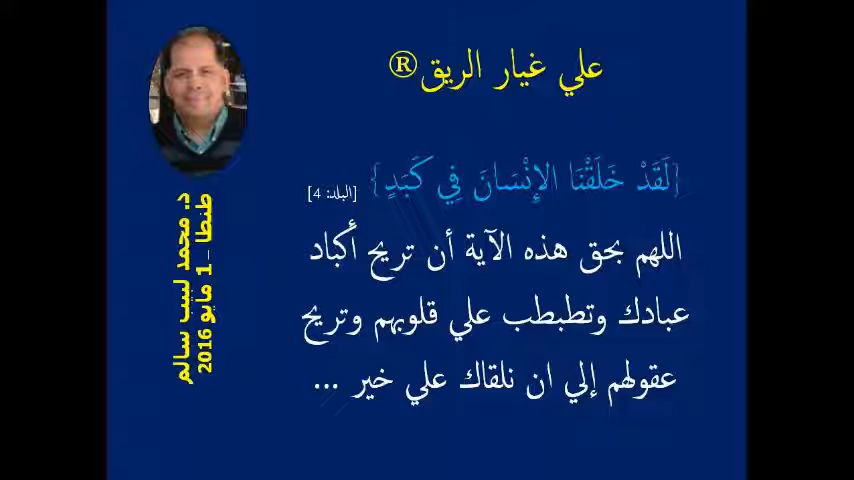 علي غيار الريق®
{لَقَدْ خَلَقْنَا الإِنْسَانَ فِي كَبَدٍ} [البلد: 4]
اللهم بحق هذه الآية أن تريح أكباد
عبادك وتطبطب علي قلوبهم وتريح
عقولهم إلي ان نلقاك علي خير ...
د. محمد لبيب سالم
طنطا – 1 مايو 2016